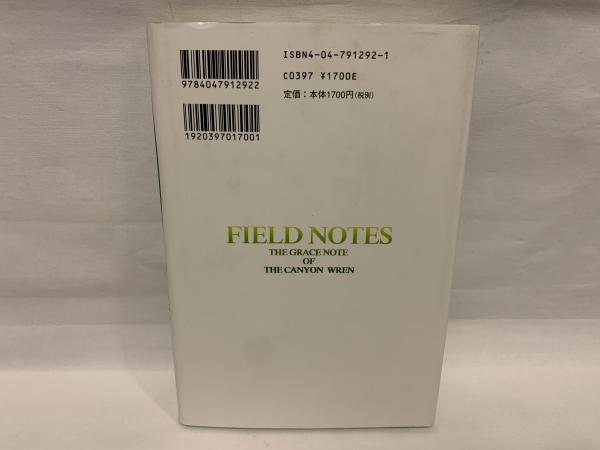 ISBN4-04-791292-1
9784047912922
C0397 ¥1700E
定価：本体1700円(税別)
1920397017001
FIELD NOTES
THE GRACE NOTE
OF
THE CANYON WREN